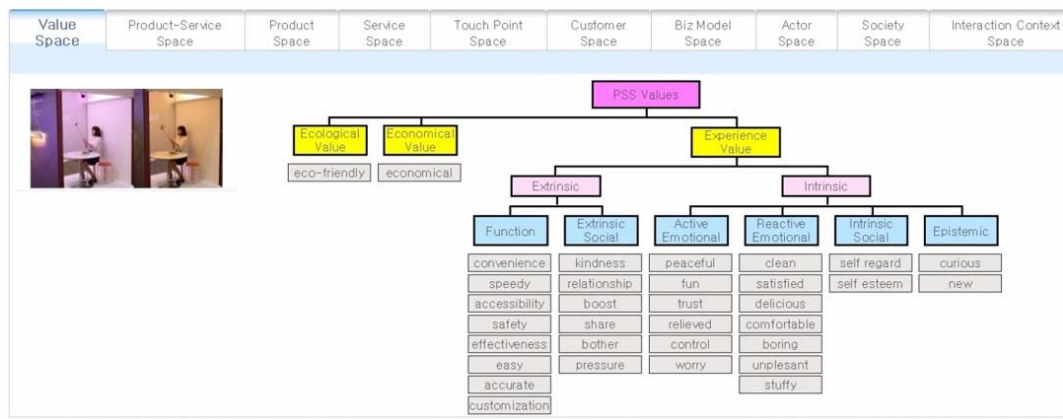 Value
Space
Product-Service
Space
Product
Space
Service
Space
Touch Point
Space
Customer
Space
Biz Model
Space
Actor
Space
Society
Space
Interaction Context
Space
PSS Values
Ecological
Value
Economical
Value
Experience
Value
eco-friendly
economical
Extrinsic
Intrinsic
Function
Extrinsic
Social
Active
Emotional
Reactive
Emotional
Intrinsic
Social
Epistemic
convenience
speedy
accessibility
safety
effectiveness
easy
accurate
customization
kindness
relationship
boost
share
bother
pressure
peaceful
fun
trust
relieved
control
worry
clean
satisfied
delicious
comfortable
boring
unplesant
stuffy
self regard
self esteem
curious
new